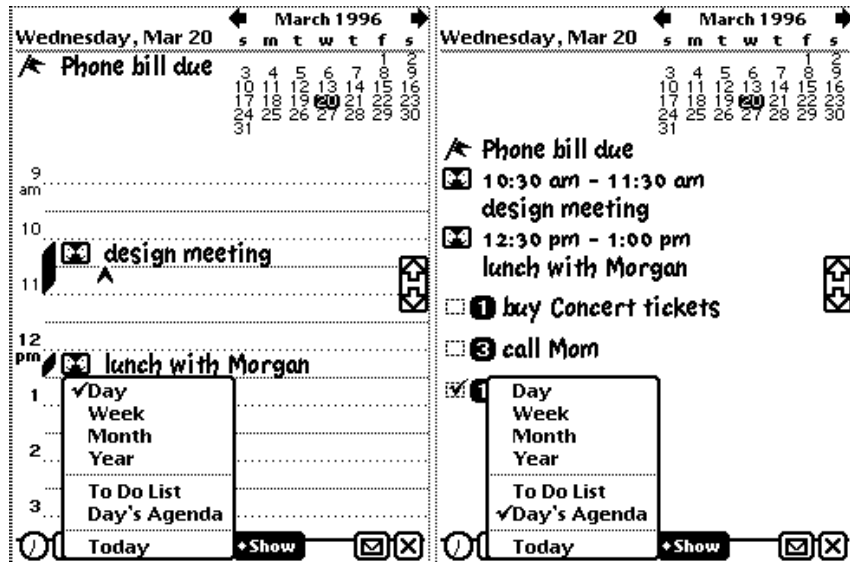 March 1996
Wednesday, Mar 20
s m t w t f s
Phone bill due
1 2
3 4 5 6 7 8 9
10 11 12 13 14 15 16
17 18 19 20 21 22 23
24 25 26 27 28 29 30
31
9
am
10
design meeting
11
12
pm
lunch with Morgan
1
2
3
✓Day
Week
Month
Year
To Do List
Day's Agenda
Today
Show
March 1996
Wednesday, Mar 20
s m t w t f s
1 2
3 4 5 6 7 8 9
10 11 12 13 14 15 16
17 18 19 20 21 22 23
24 25 26 27 28 29 30
31
Phone bill due
10:30 am - 11:30 am
design meeting
12:30 pm - 1:00 pm
lunch with Morgan
1 buy Concert tickets
3 call Mom
1
Day
Week
Month
Year
To Do List
✓Day's Agenda
Today
Show